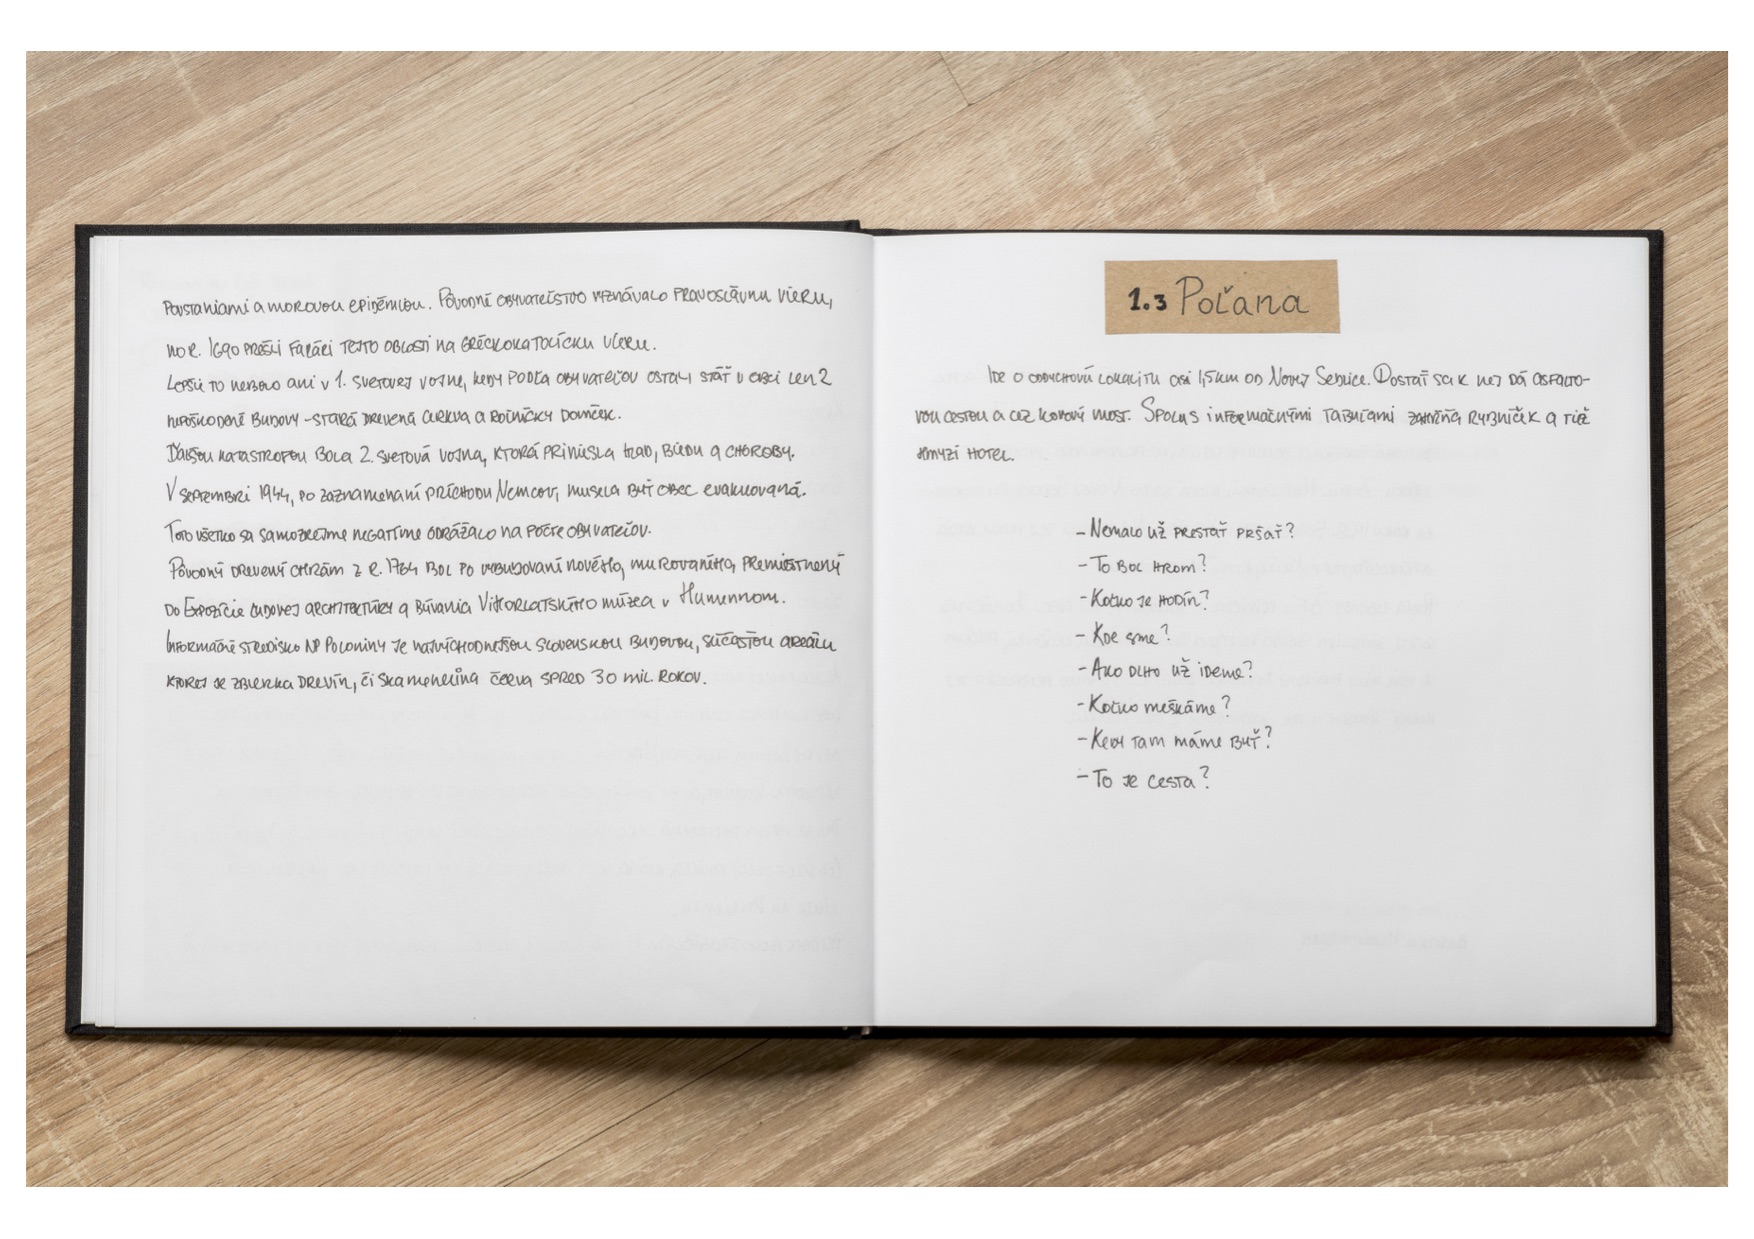 povstaniami a morovou epidémiou. Pôvodné obyvateľstvo vyznávalo pravoslávnu vieru,
no r. 1690 prešli farári tejto oblasti na gréckokatolícku vieru.
Lepšie to nebolo ani v 1. svetovej vojne, kedy podľa obyvateľov ostali stáť v obci len 2
nepoškodené budovy - stará drevená cirkva a roľnícky domček.
Ďalšou katastrofou bola 2. svetová vojna, ktorá priniesla hlad, biedu a choroby.
V septembri 1944, po zaznamenaní príchodu Nemcov, musela byť obec evakuovaná.
Toto všetko sa samozrejme negatívne odrážalo na počte obyvateľov.
Pôvodný drevený chrám z r. 1764 bol po vybudovaní nového, murovaného, premiestnený
do Expozície ľudovej architektúry a bývania Vihorlatského múzea v Humennom.
Informačné stredisko NP Poloniny je najvýchodnejšou slovenskou budovou, súčasťou areálu
ktorej je zbierka drevín, či skamenelina červa spred 30 mil. rokov.
1.3 Poľana
Ide o oddychovú lokalitu asi 1,5km od Novej Sedlice. Dostať sa k nej dá asfalto-
vou cestou a cez kovový most. Spolu s informačnými tabuľami zahŕňa rybníček a tiež
hmyzí hotel.
- Nemalo už prestať pršať?
- To bol hrom?
- Koľko je hodín?
- Kde sme?
- Ako dlho už ideme?
- Koľko meškáme?
- Kedy tam máme byť?
- To je cesta?